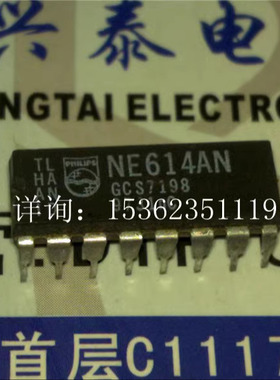 兴泰电
NGTAI ELECTRO
TL
HA
AN
PHILIPS
NE614AN
GCS7198
详询：15362351119
首层C1117